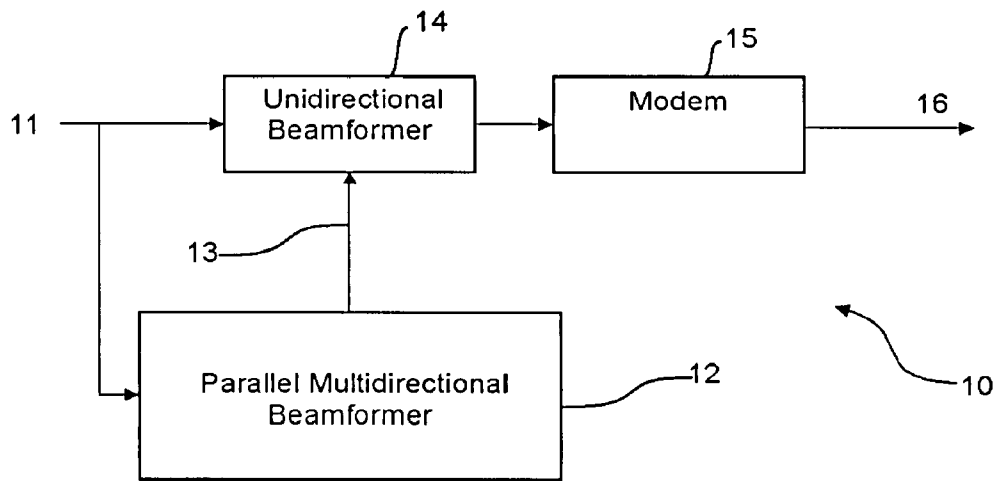 14
15
Unidirectional
Beamformer
Modem
11
16
13
Parallel Multidirectional
Beamformer
12
10